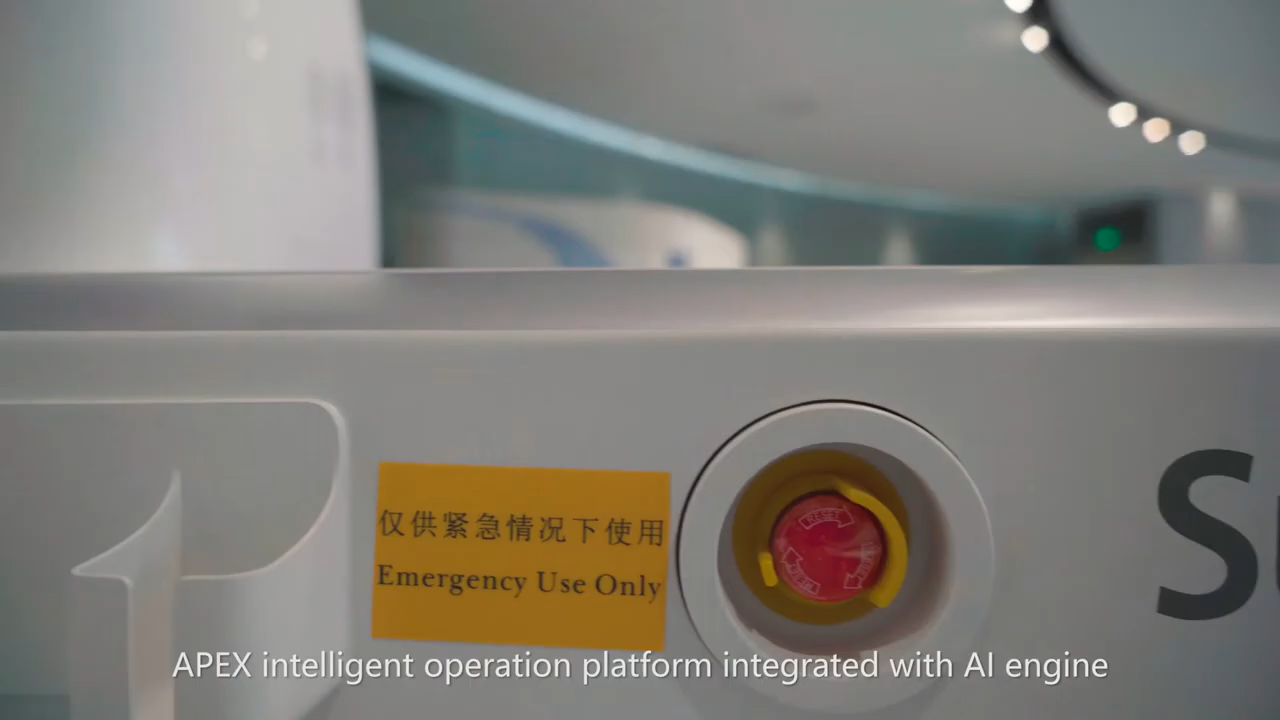 仅供紧急情况下使用
Emergency Use Only
RESET
S
APEX intelligent operation platform integrated with AI engine